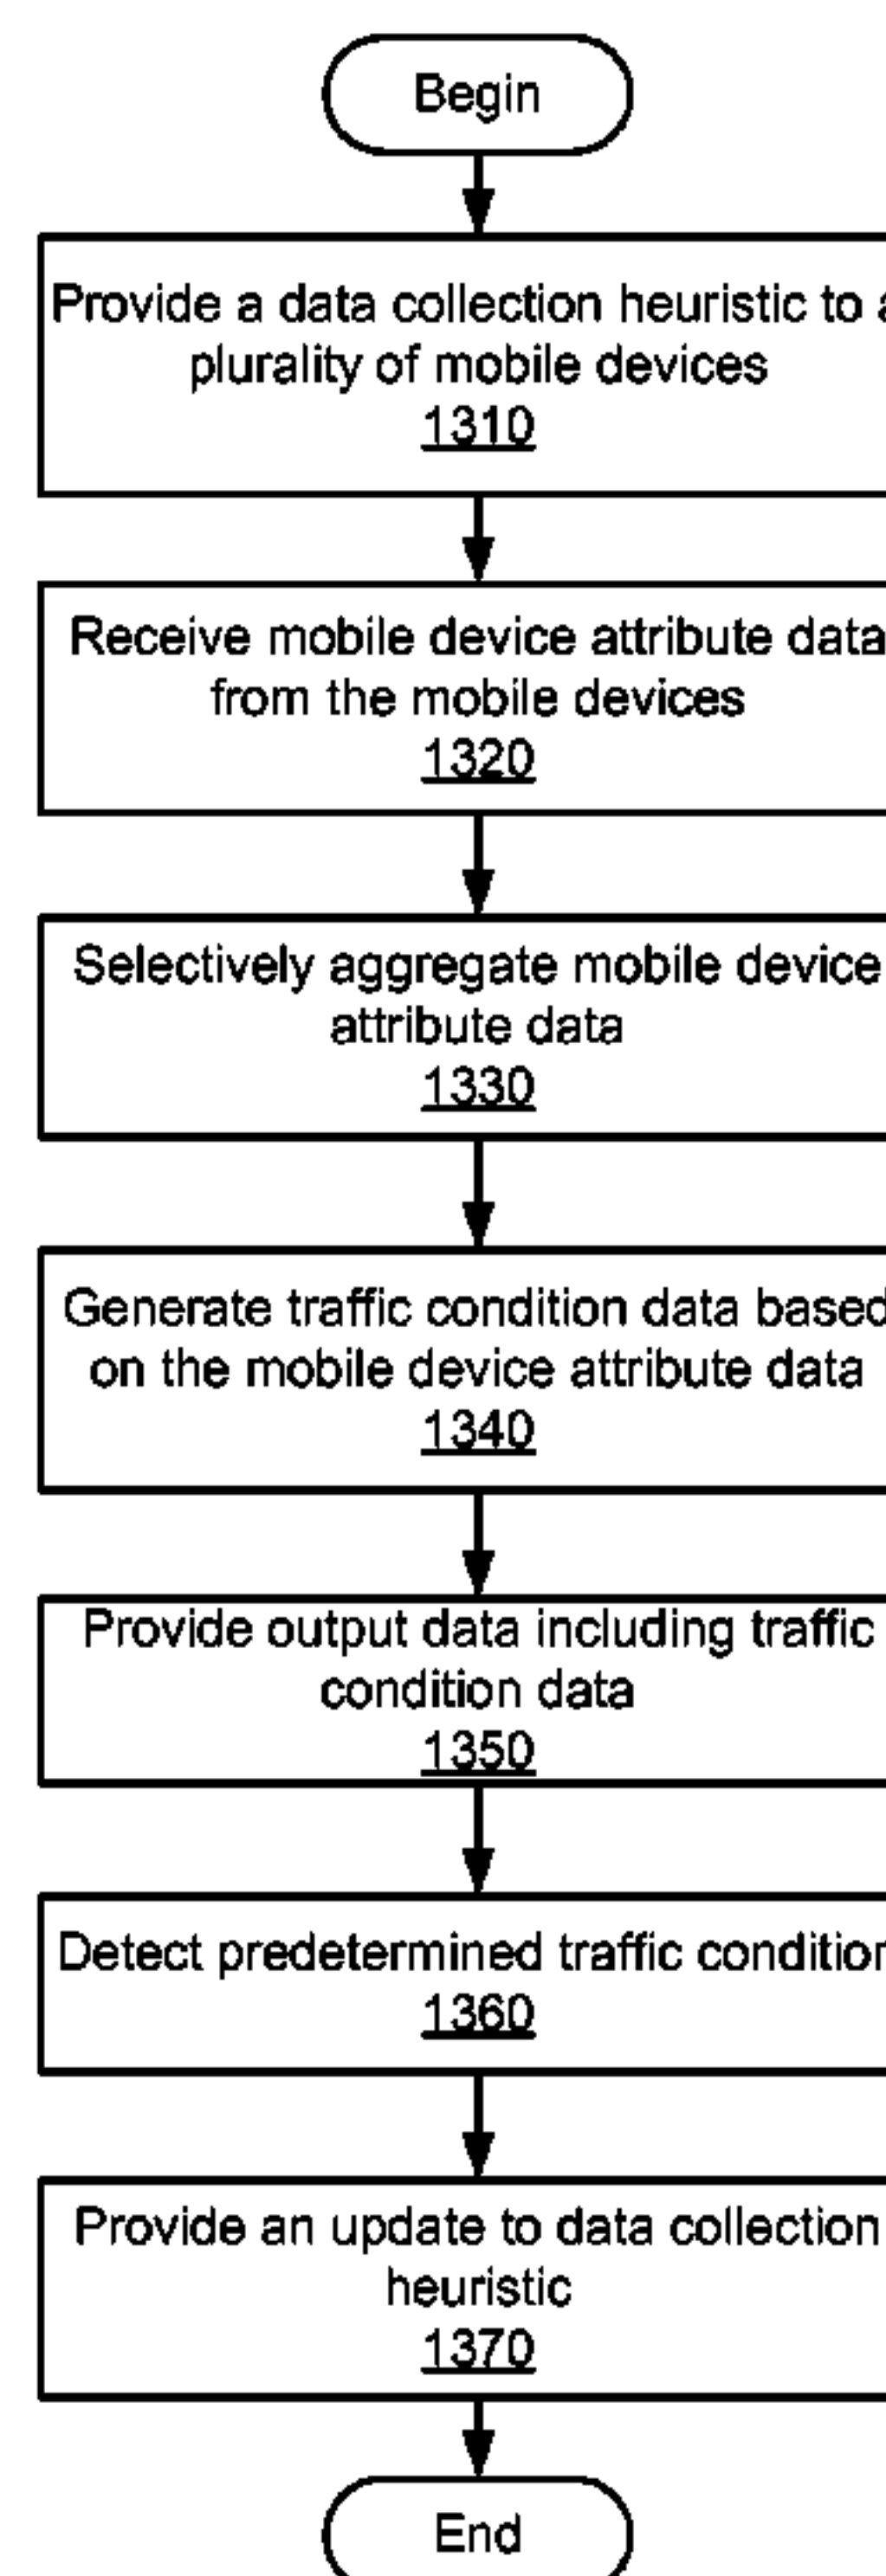 Begin
Provide a data collection heuristic to a
plurality of mobile devices
1310
Receive mobile device attribute data
from the mobile devices
1320
Selectively aggregate mobile device
attribute data
1330
Generate traffic condition data based
on the mobile device attribute data
1340
Provide output data including traffic
condition data
1350
Detect predetermined traffic condition
1360
Provide an update to data collection
heuristic
1370
End